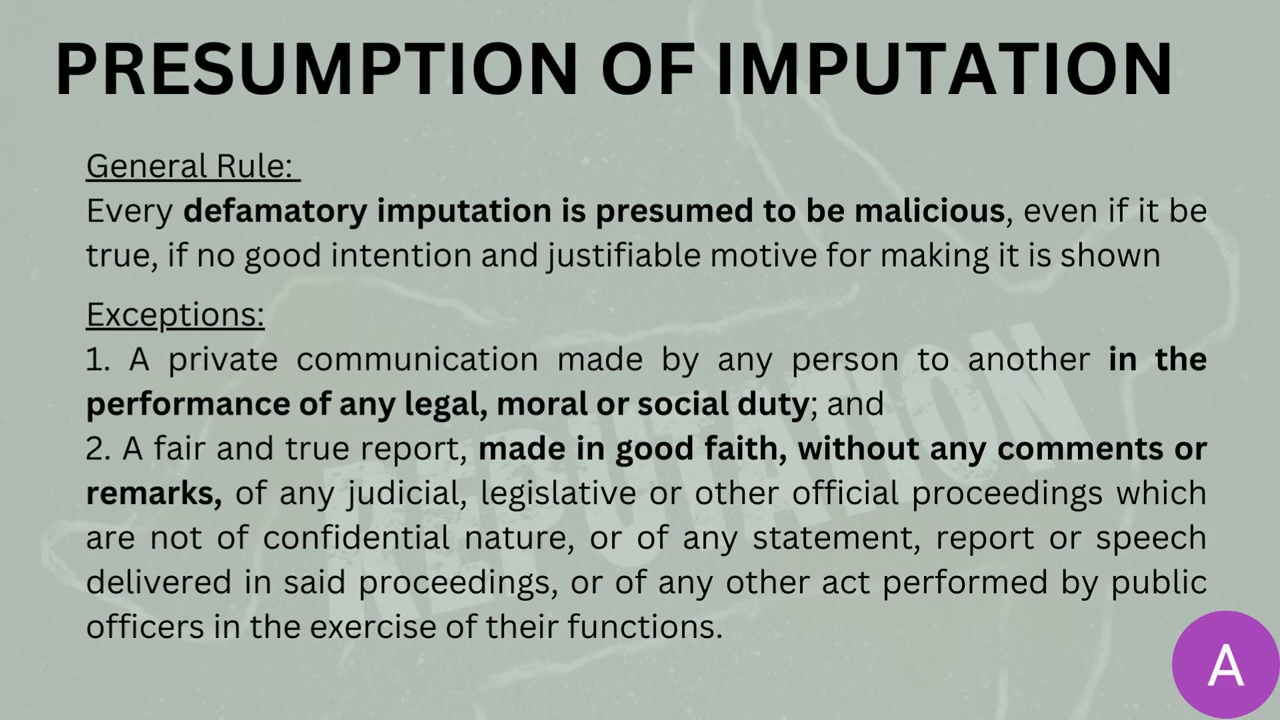 PRESUMPTION OF IMPUTATION
General Rule:
Every defamatory imputation is presumed to be malicious, even if it be
true, if no good intention and justifiable motive for making it is shown
Exceptions:
1. A private communication made by any person to another in the
performance of any legal, moral or social duty; and
2. A fair and true report, made in good faith, without any comments or
remarks, of any judicial, legislative or other official proceedings which
are not of confidential nature, or of any statement, report or speech
delivered in said proceedings, or of any other act performed by public
officers in the exercise of their functions.
REPUTATION
A